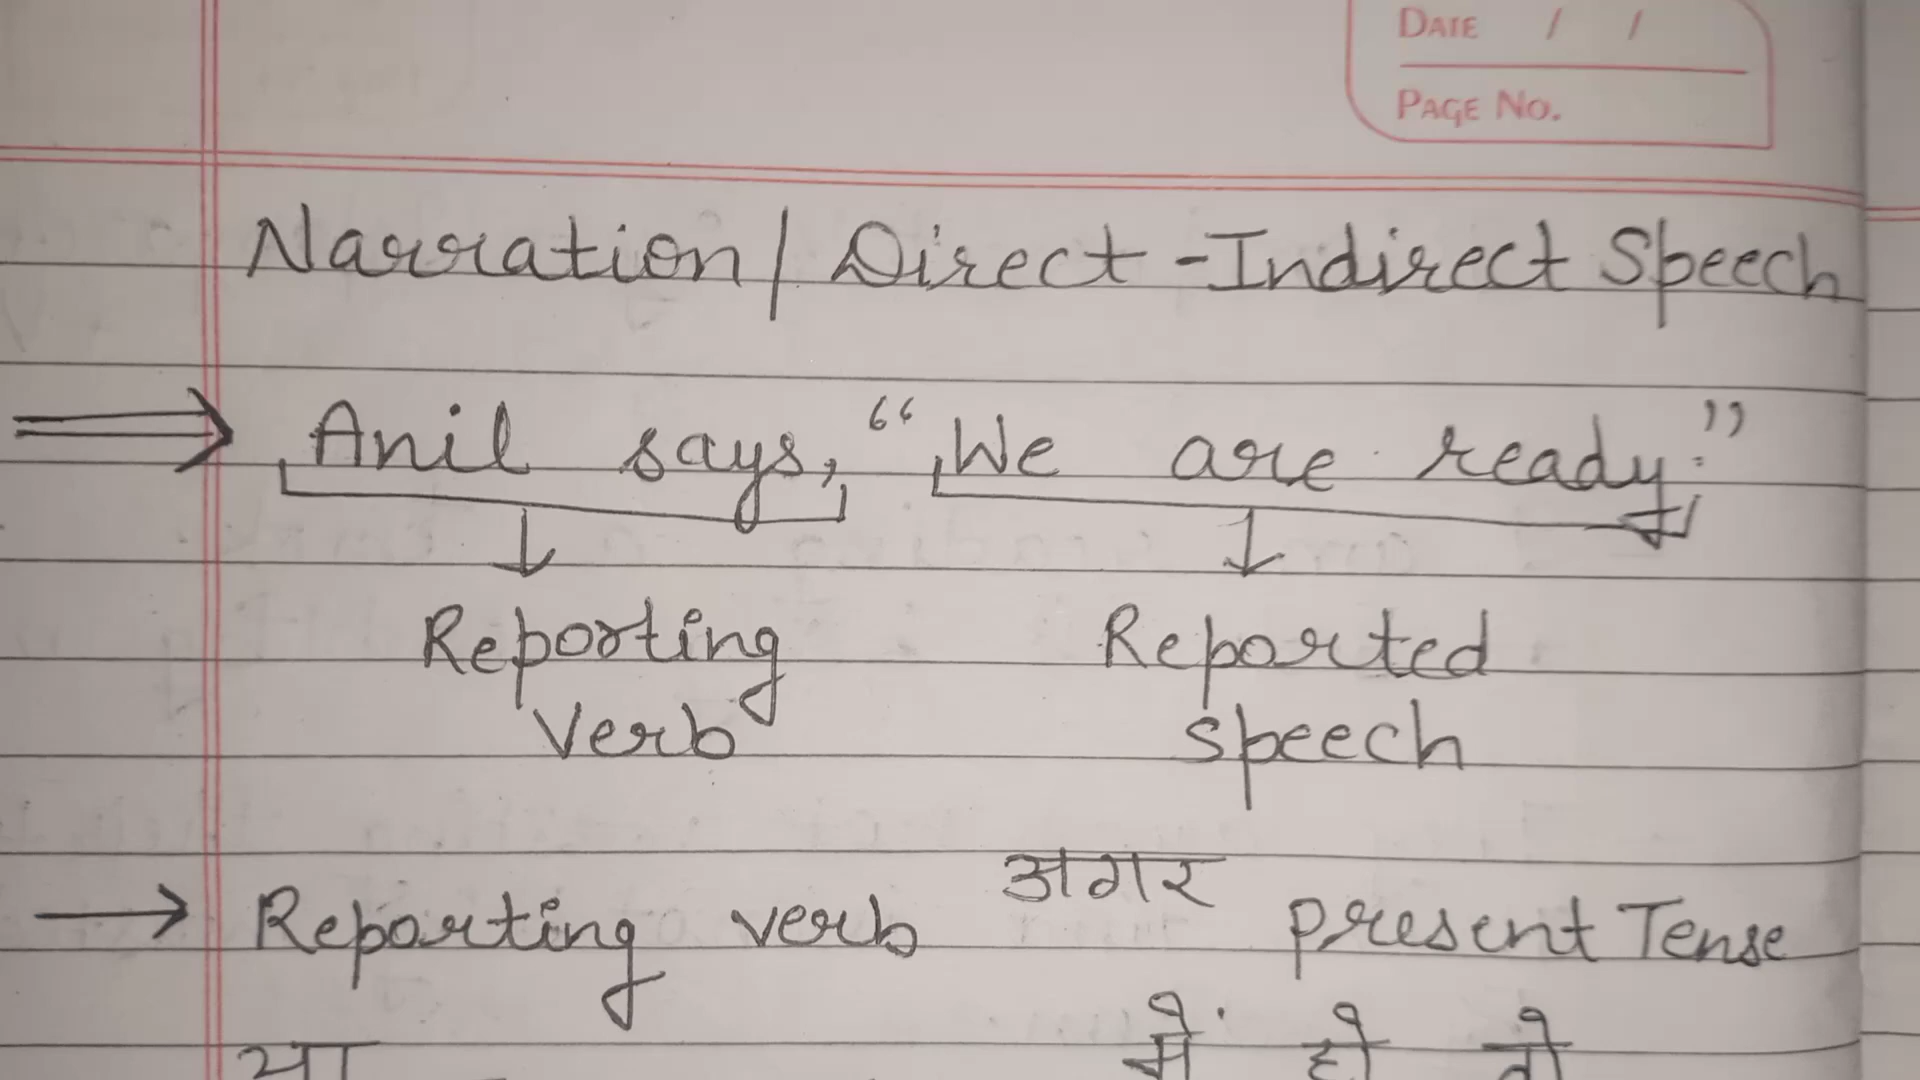 DATE / /
PAGE NO.
Narration / Direct - Indirect Speech
⇒ Anil says, “We are ready.”
↓ ↓
Reporting Reported
Verb speech
→ Reporting verb अगर present Tense
या में हो तो